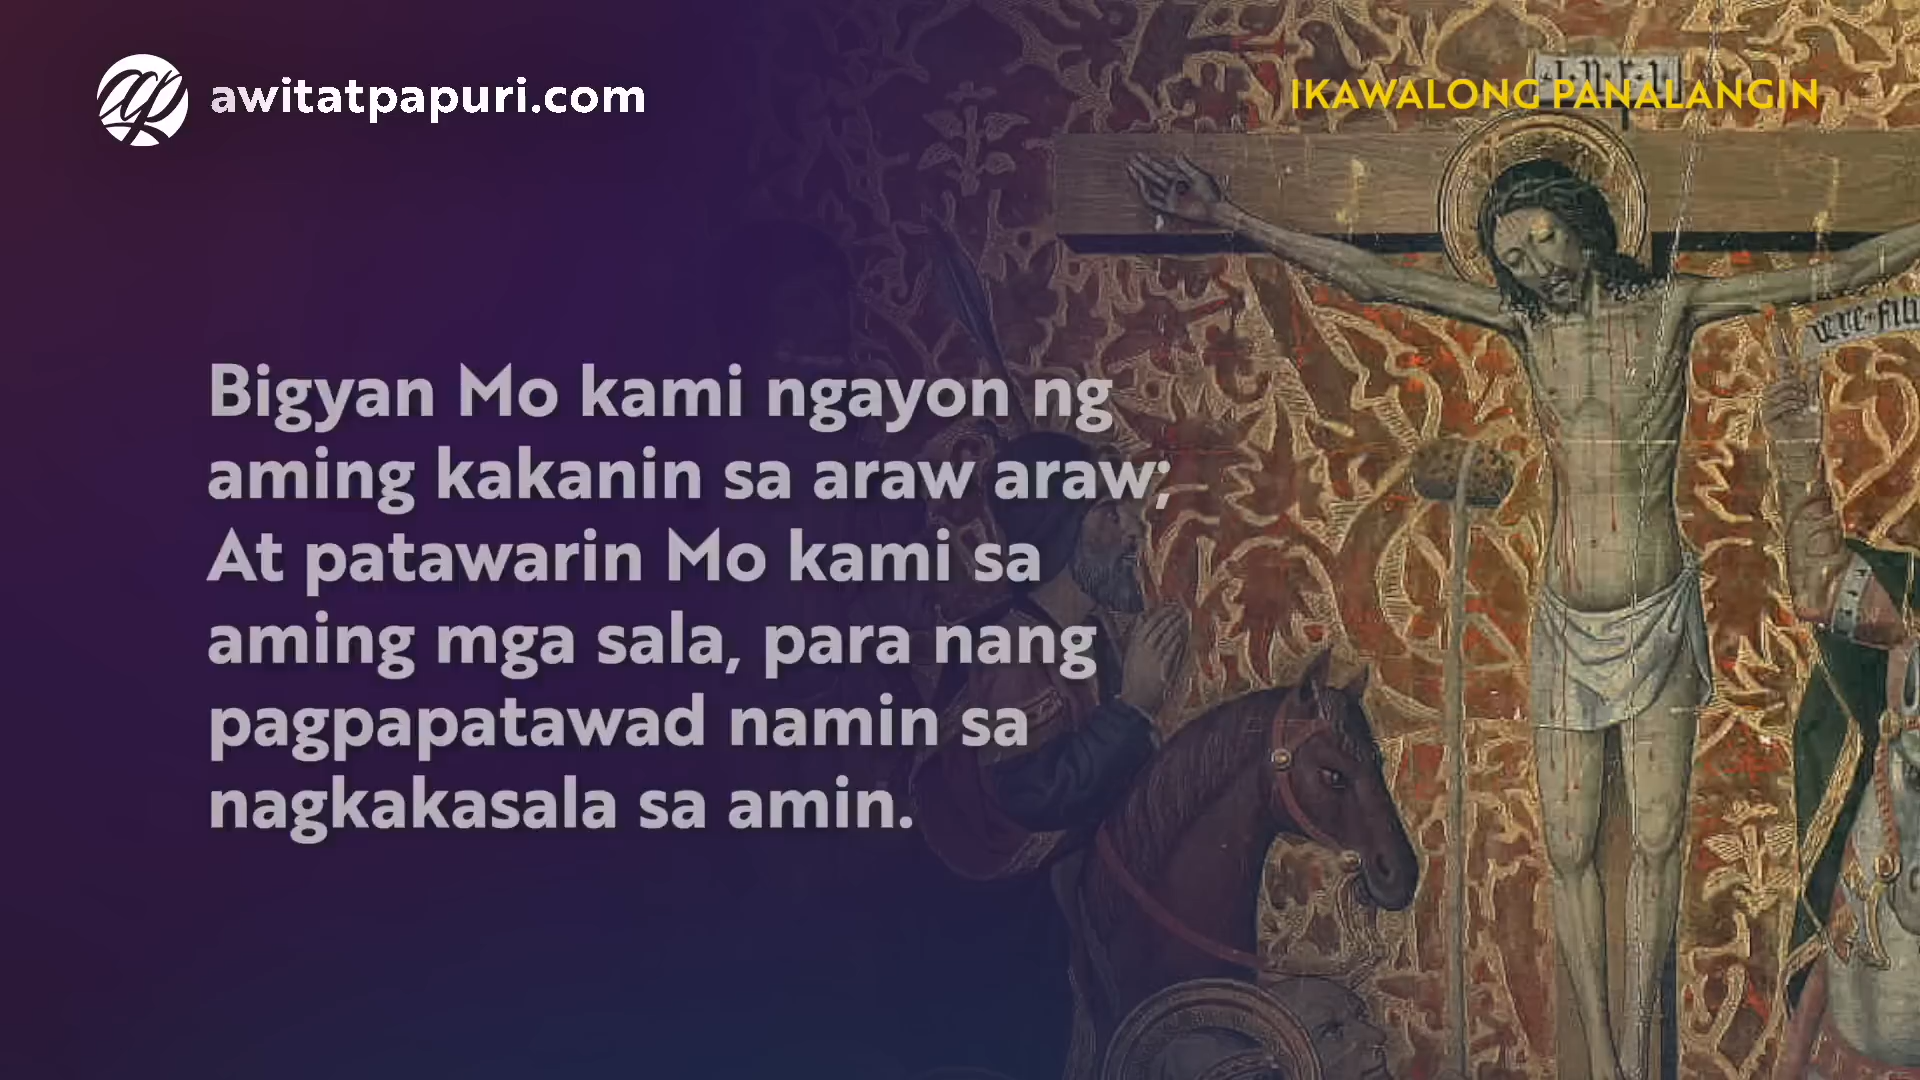 awitatpapuri.com
IKAWALONG PANALANGIN
Bigyan Mo kami ngayon ng
aming kakanin sa araw araw;
At patawarin Mo kami sa
aming mga sala, para nang
pagpapatawad namin sa
nagkakasala sa amin.